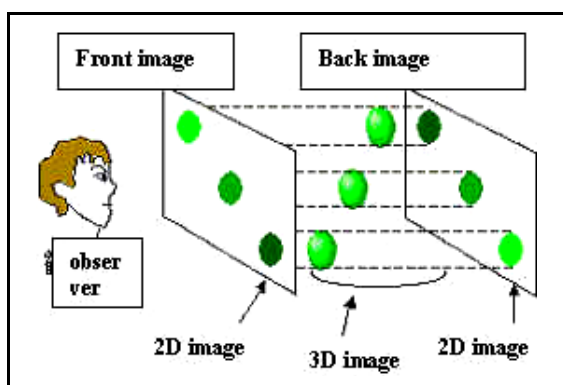 Front image
Back image
obser
ver
2D image
3D image
2D image